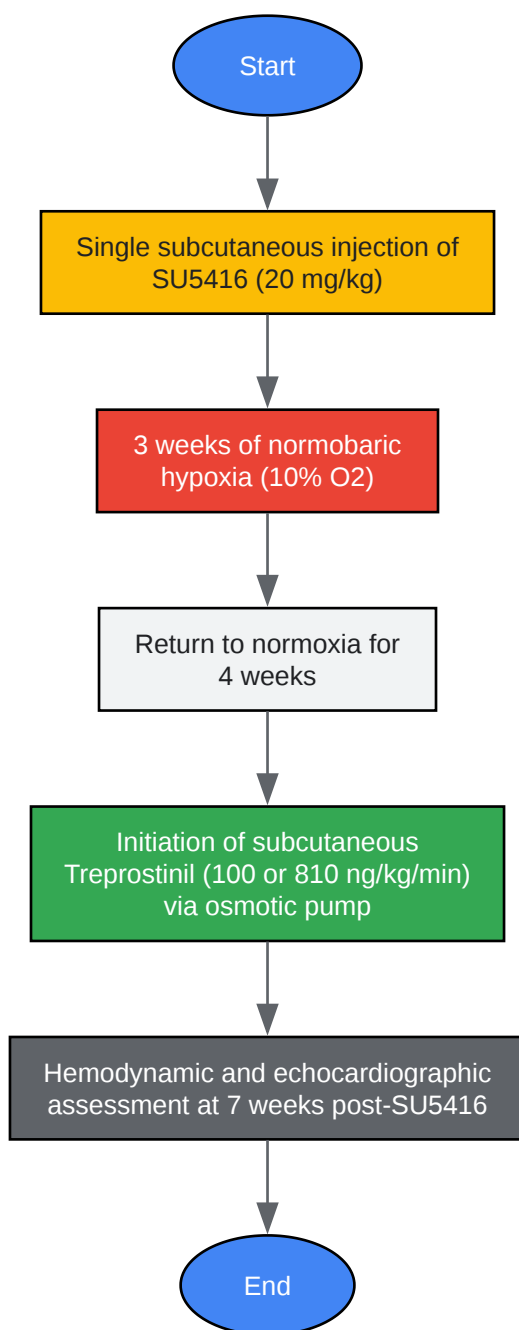 Start
Single subcutaneous injection of
SU5416 (20 mg/kg)
3 weeks of normobaric
hypoxia (10% O2)
Return to normoxia for
4 weeks
Initiation of subcutaneous
Treprostinil (100 or 810 ng/kg/min)
via osmotic pump
Hemodynamic and echocardiographic
assessment at 7 weeks post-SU5416
End